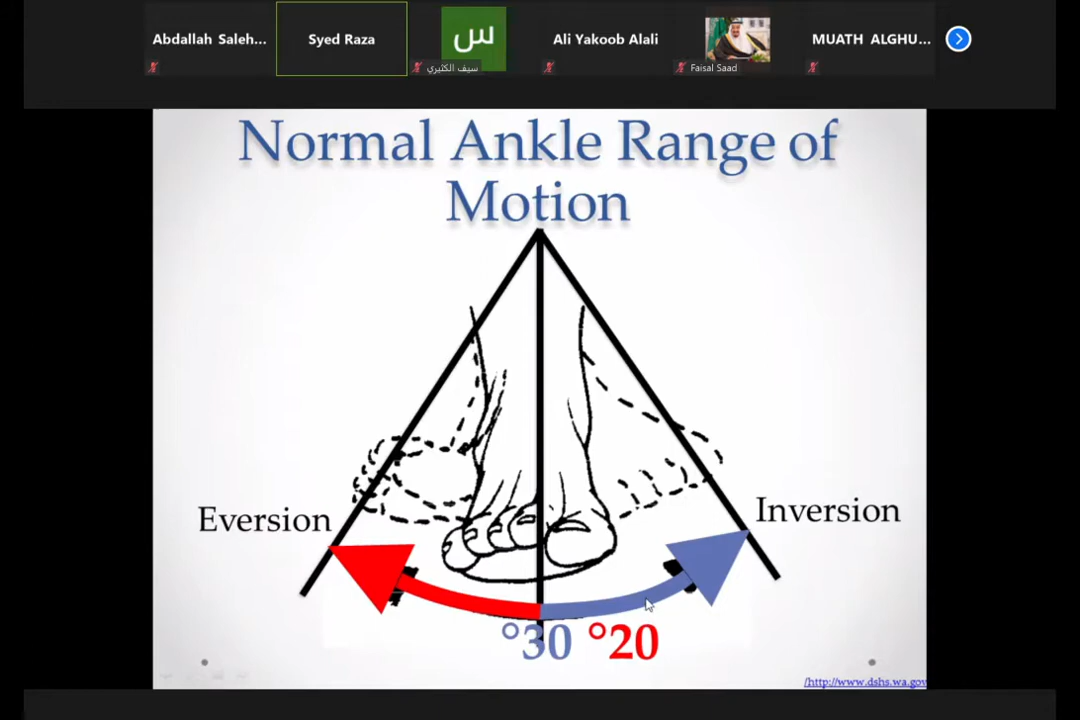 Abdallah Saleh...
Syed Raza
س
سيف الكثيري
Ali Yakoob Alali
Faisal Saad
MUATH ALGHU...
Normal Ankle Range of
Motion
Eversion
Inversion
°30 °20
/http://www.dshs.wa.gov